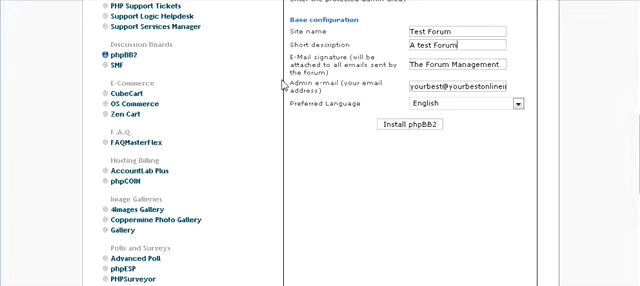 PHP Support Tickets
Support Logic Helpdesk
Support Services Manager
Discussion Boards
phpBB2
SMF
E-Commerce
CubeCart
OS Commerce
Zen Cart
F.A.Q.
FAQMasterFlex
Hosting Billing
AccountLab Plus
phpCOIN
Image Galleries
4Images Gallery
Coppermine Photo Gallery
Gallery
Polls and Surveys
Advanced Poll
phpESP
PHPSurveyor
Base configuration
Site name
Test Forum
Short description
A test Forum
E-Mail signature (will be
attached to all emails sent by
the forum)
The Forum Management
Admin e-mail (your email
address)
yourbest@yourbestonlinei
Preferred Language
English
Install phpBB2